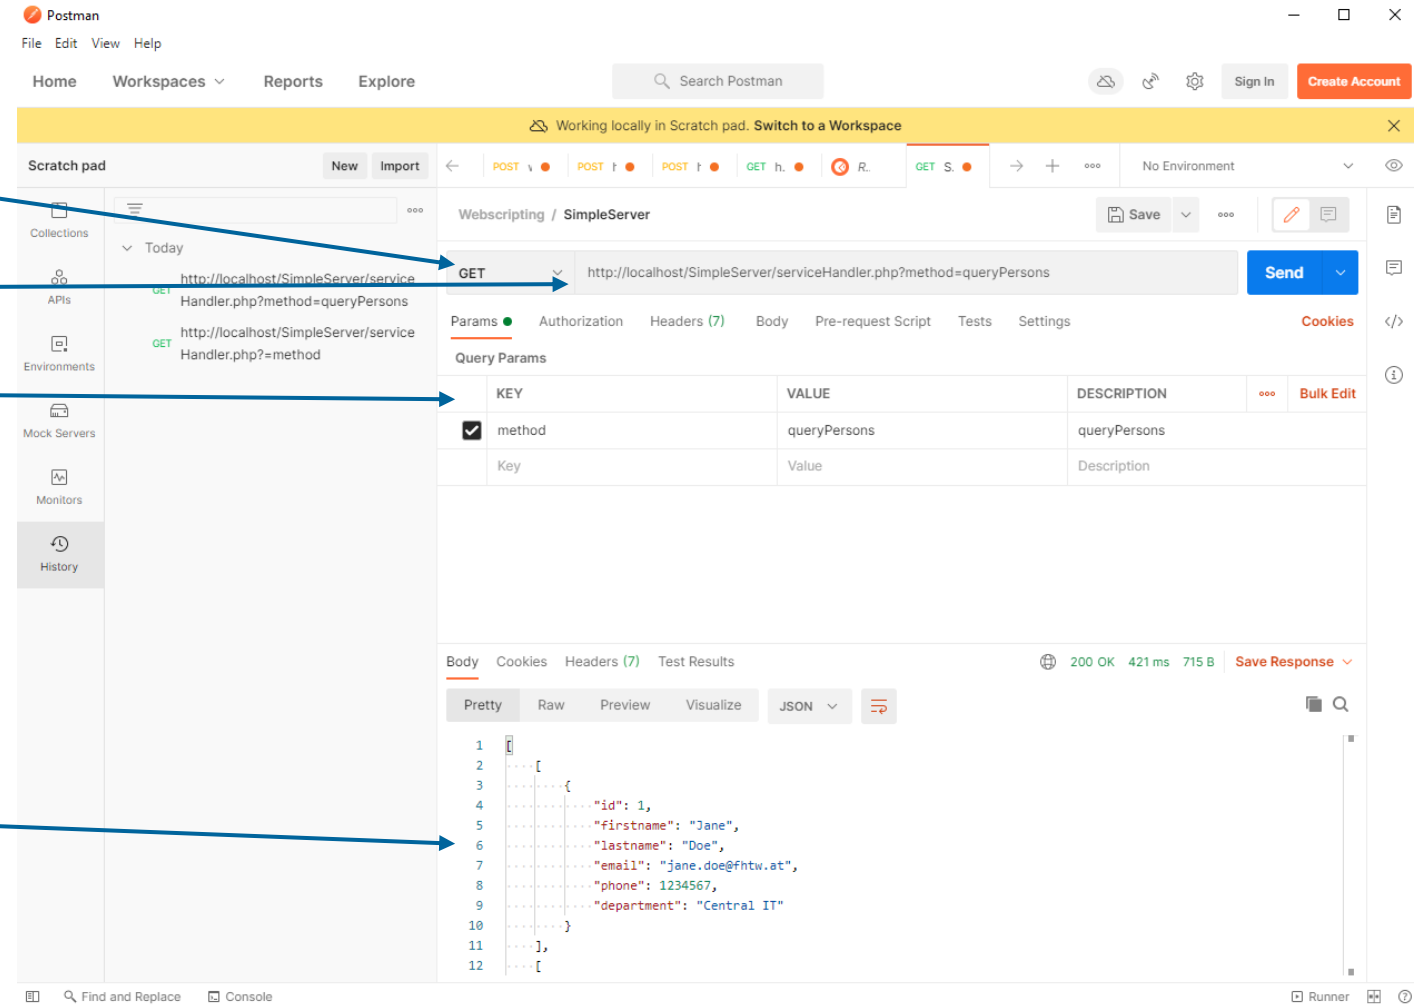 Postman
File Edit View Help
Home Workspaces Reports Explore Search Postman Sign In Create Account
Working locally in Scratch pad. Switch to a Workspace
Scratch pad New Import POST POST POST GET h. R.. GET S. No Environment
Collections
APIs
Environments
Mock Servers
Monitors
History
Today
GET http://localhost/SimpleServer/service
Handler.php?method=queryPersons
GET http://localhost/SimpleServer/service
Handler.php?=method
Webscripting / SimpleServer Save
GET http://localhost/SimpleServer/serviceHandler.php?method=queryPersons Send
Params Authorization Headers (7) Body Pre-request Script Tests Settings Cookies
Query Params
KEY VALUE DESCRIPTION Bulk Edit
method queryPersons queryPersons
Key Value Description
Body Cookies Headers (7) Test Results 200 OK 421 ms 715 B Save Response
Pretty Raw Preview Visualize JSON
1 [
2 [
3 {
4 "id": 1,
5 "firstname": "Jane",
6 "lastname": "Doe",
7 "email": "jane.doe@fhtw.at",
8 "phone": 1234567,
9 "department": "Central IT"
10 }
11 ],
12 [
Find and Replace Console Runner